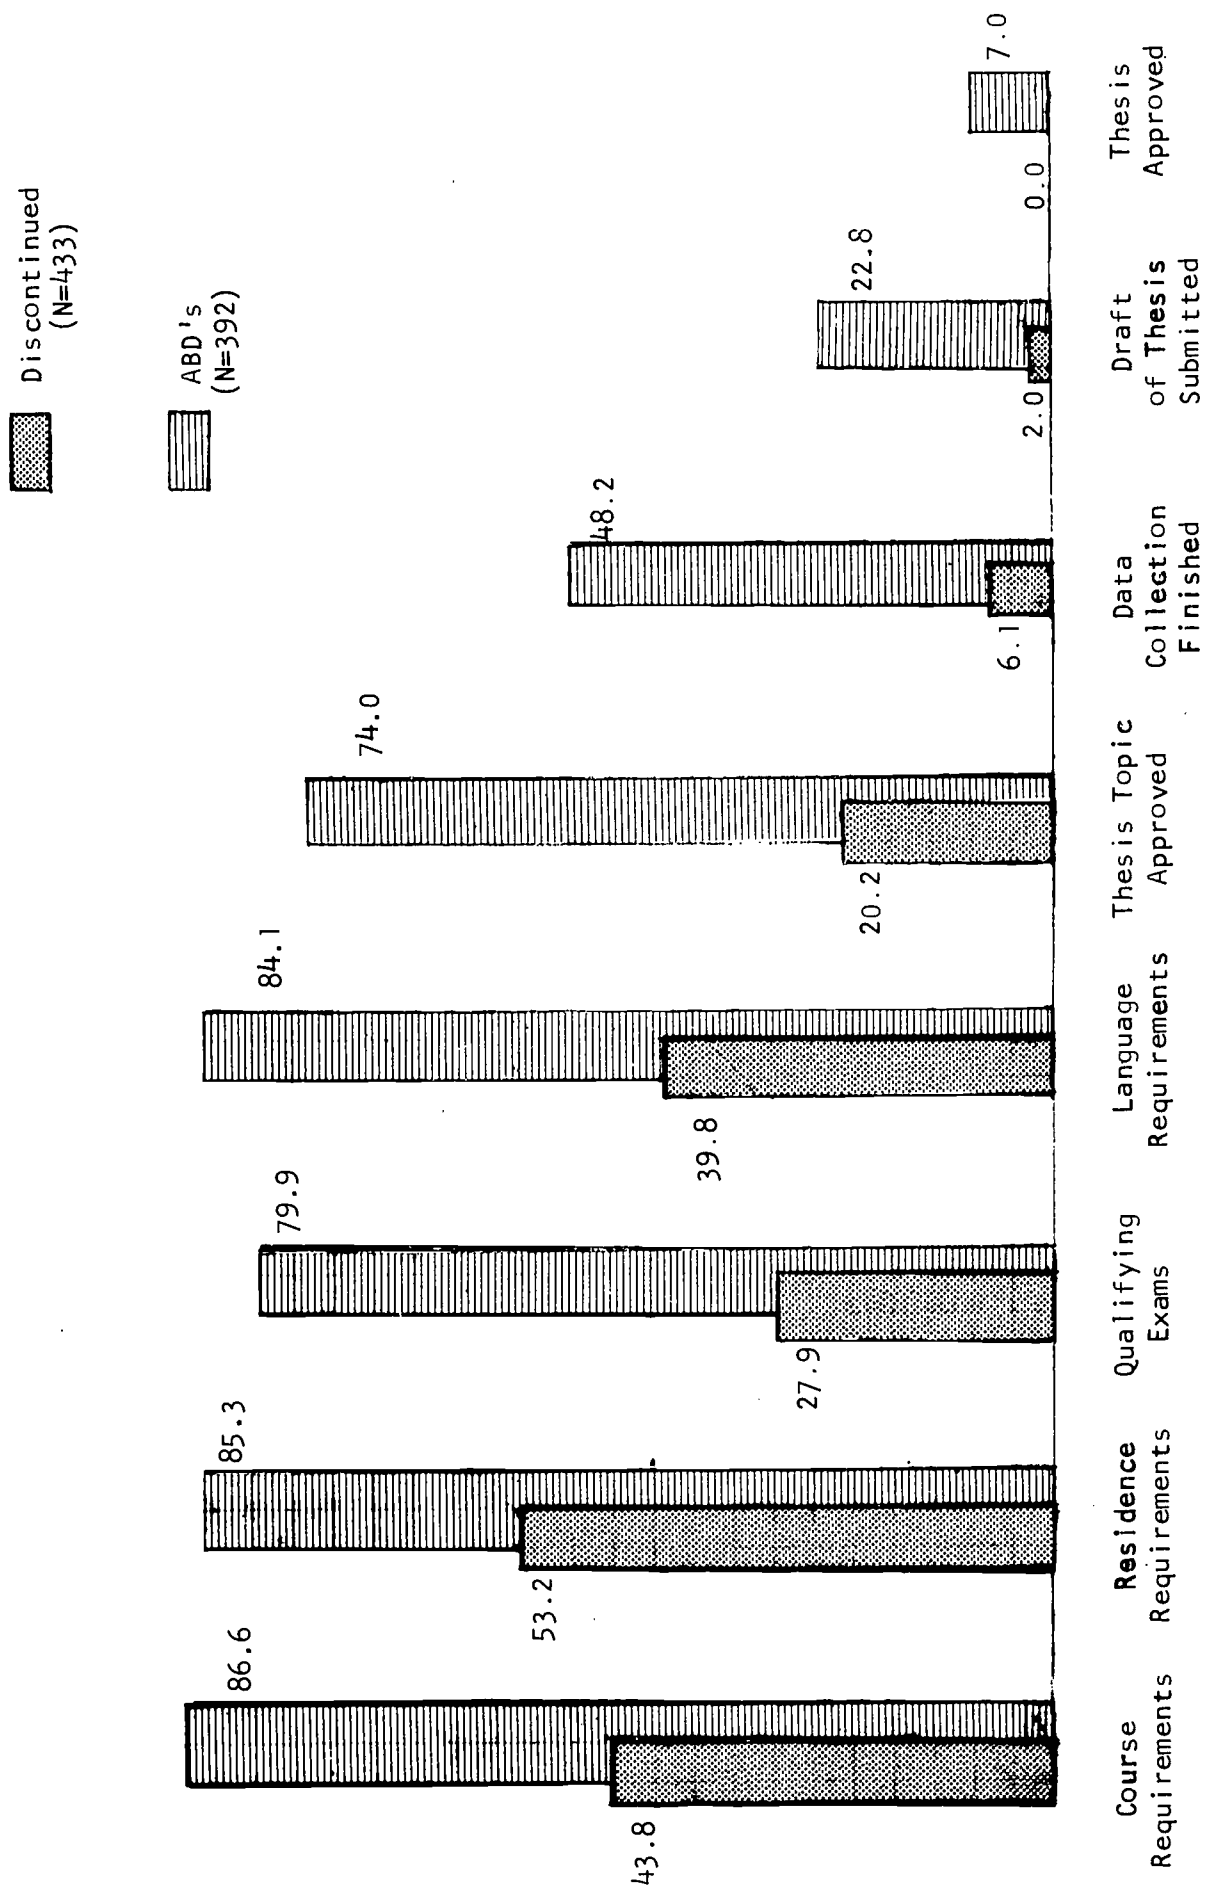 Discontinued
(N=433)
ABD's
(N=392)
86.6
43.8
85.3
53.2
79.9
27.9
84.1
39.8
74.0
20.2
48.2
6.1
22.8
2.0
7.0
0.0
Course
Requirements
Residence
Requirements
Qualifying
Exams
Language
Requirements
Thesis Topic
Approved
Data
Collection
Finished
Draft
of Thesis
Submitted
Thesis
Approved